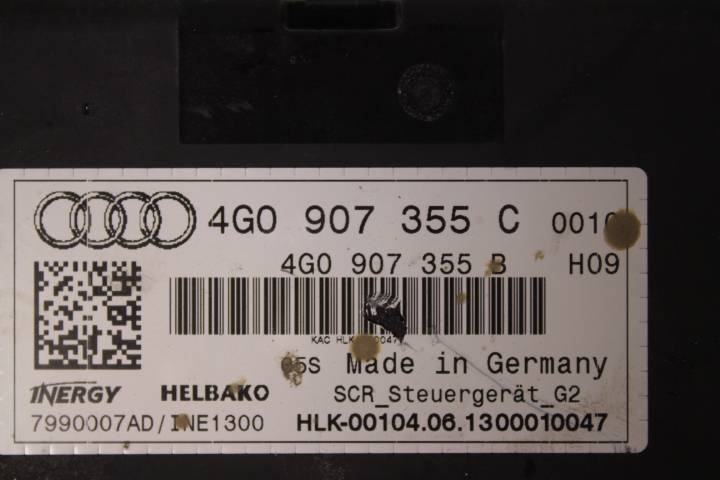 4G0 907 355 C
4G0 907 355 B H09
KAC
Made in Germany
INERGY HELBAKO SCR_Steuergerät_G2
7990007AD/INE1300 HLK-00104.06.1300010047